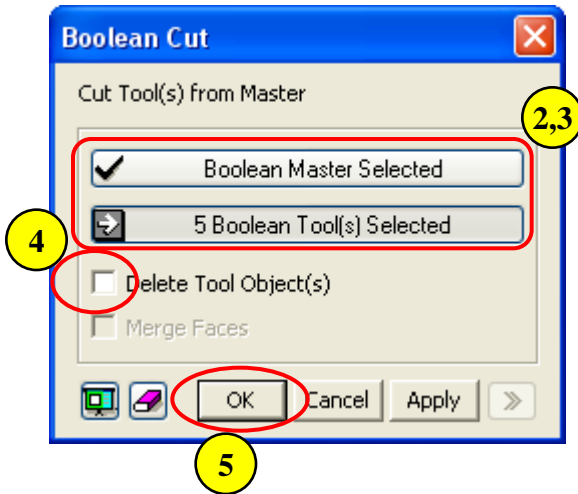 Boolean Cut
Cut Tool(s) from Master
2,3
Boolean Master Selected
5 Boolean Tool(s) Selected
4
Delete Tool Object(s)
Merge Faces
OK Cancel Apply
5